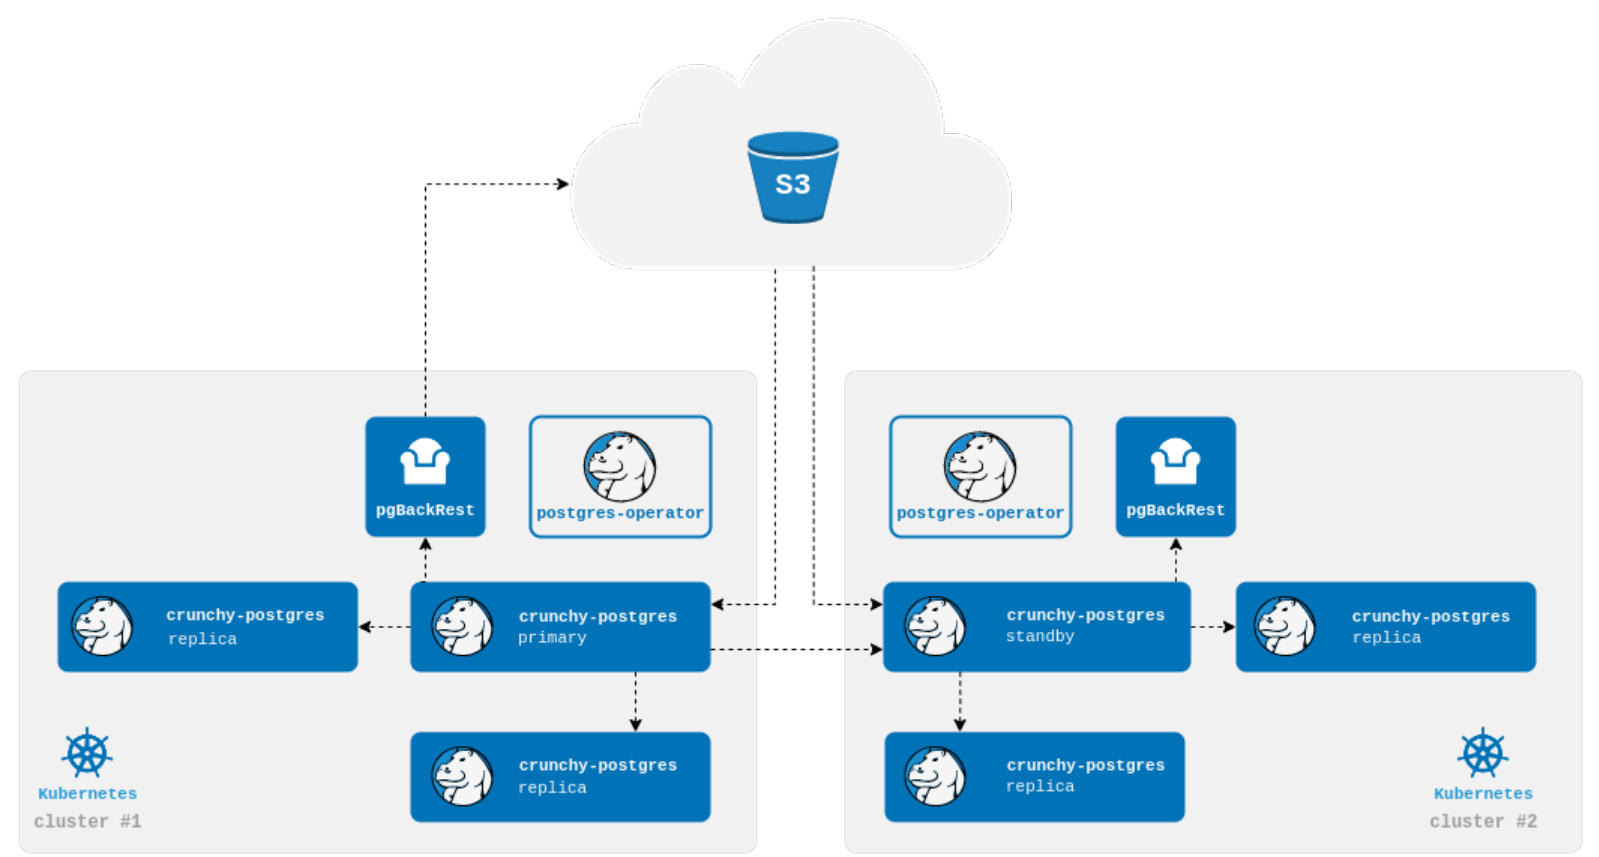 S3
pgBackRest
postgres-operator
crunchy-postgres
replica
crunchy-postgres
primary
crunchy-postgres
replica
Kubernetes
cluster #1
postgres-operator
pgBackRest
crunchy-postgres
standby
crunchy-postgres
replica
crunchy-postgres
replica
Kubernetes
cluster #2